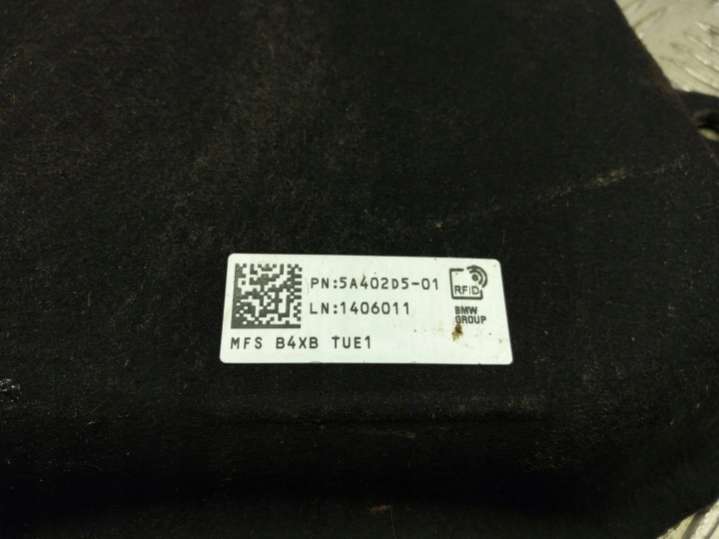 PN:5A402D5-01
LN:1406011
RFID
BMW
GROUP
MFS B4XB TUE1